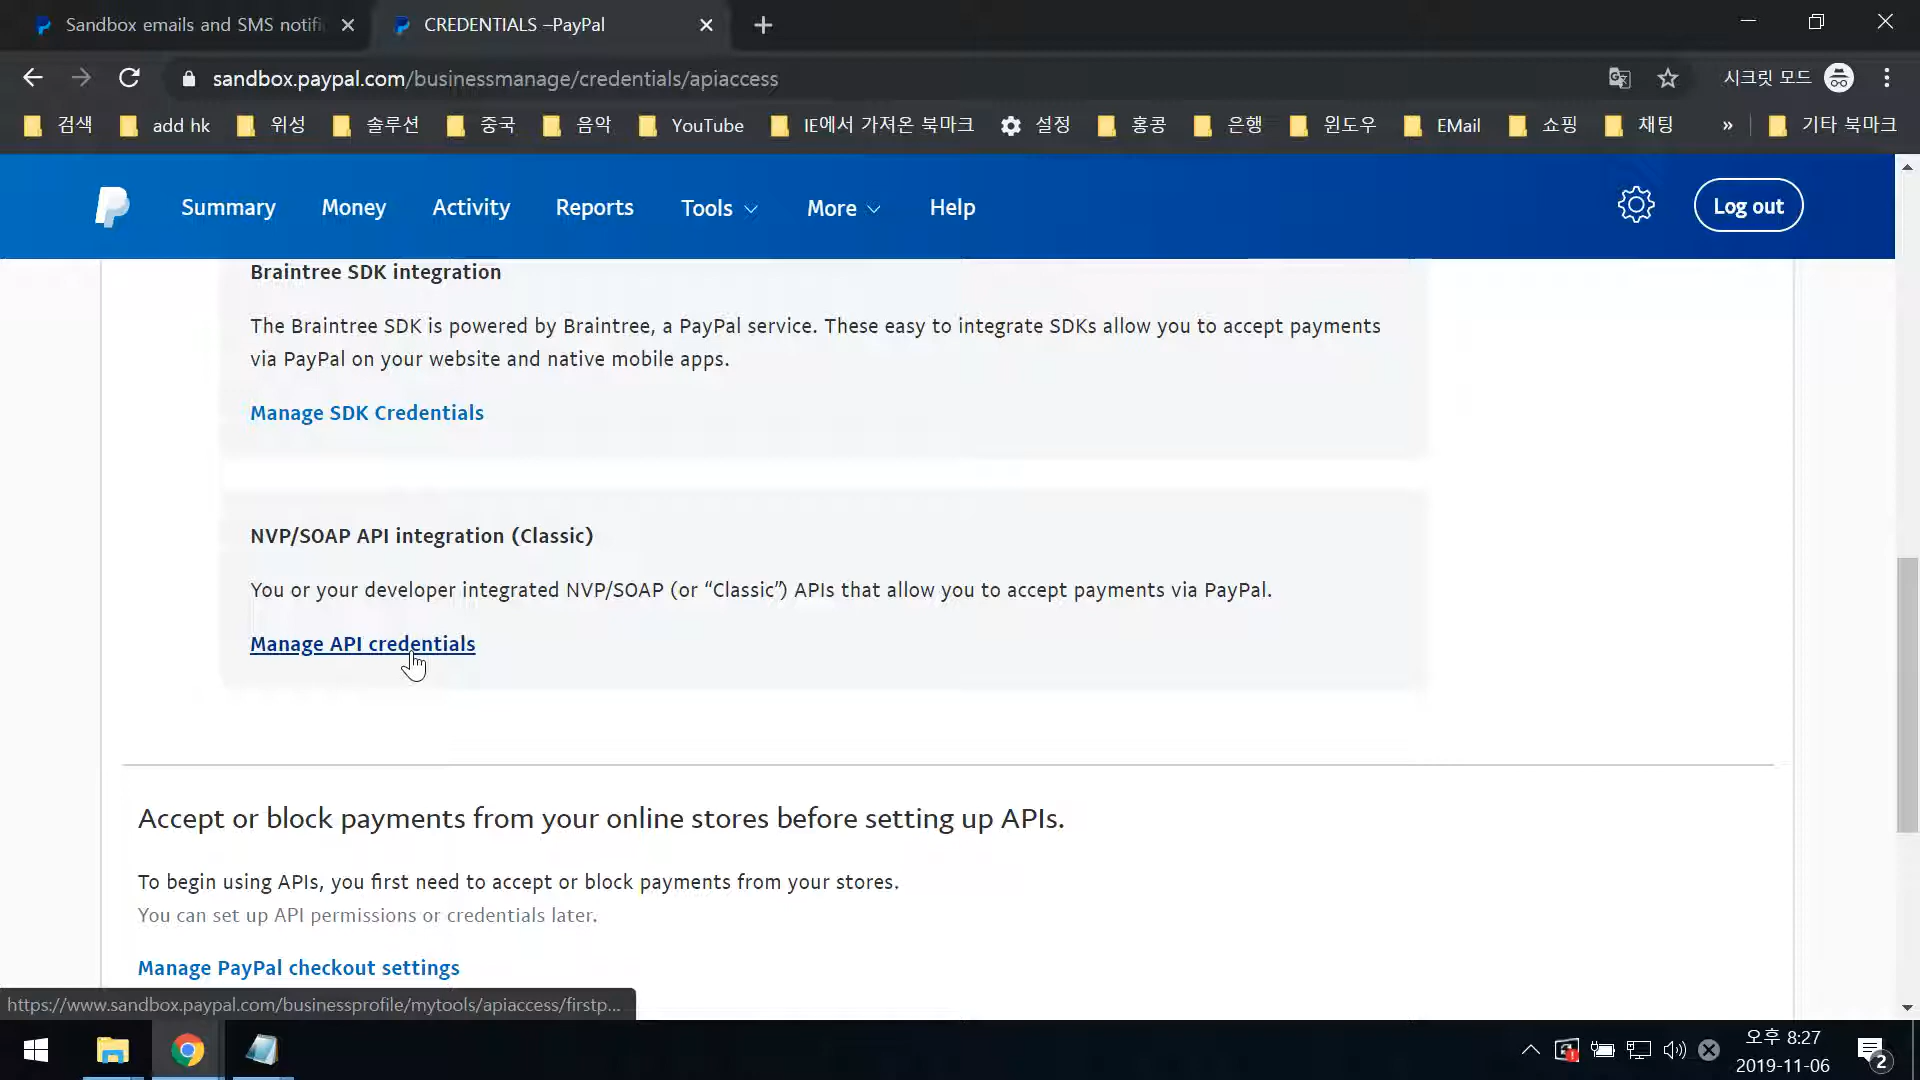 Sandbox emails and SMS notifi
CREDENTIALS –PayPal
sandbox.paypal.com/businessmanage/credentials/apiaccess
시크릿 모드
검색 add hk 위성 솔루션 중국 음악 YouTube IE에서 가져온 북마크 설정 홍콩 은행 윈도우 EMail 쇼핑 채팅 » 기타 북마크
Summary Money Activity Reports Tools More Help Log out
Braintree SDK integration
The Braintree SDK is powered by Braintree, a PayPal service. These easy to integrate SDKs allow you to accept payments
via PayPal on your website and native mobile apps.
Manage SDK Credentials
NVP/SOAP API integration (Classic)
You or your developer integrated NVP/SOAP (or “Classic”) APIs that allow you to accept payments via PayPal.
Manage API credentials
Accept or block payments from your online stores before setting up APIs.
To begin using APIs, you first need to accept or block payments from your stores.
You can set up API permissions or credentials later.
Manage PayPal checkout settings
https://www.sandbox.paypal.com/businessprofile/mytools/apiaccess/firstp...
오후 8:27
2019-11-06
2